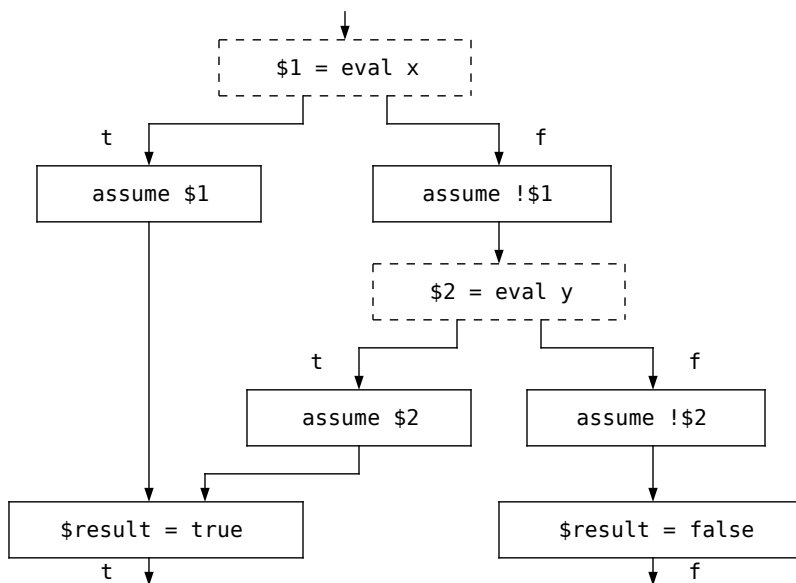 $1 = eval x
t
f
assume $1
assume !$1
$2 = eval y
t
f
assume $2
assume !$2
$result = true
$result = false
t
f